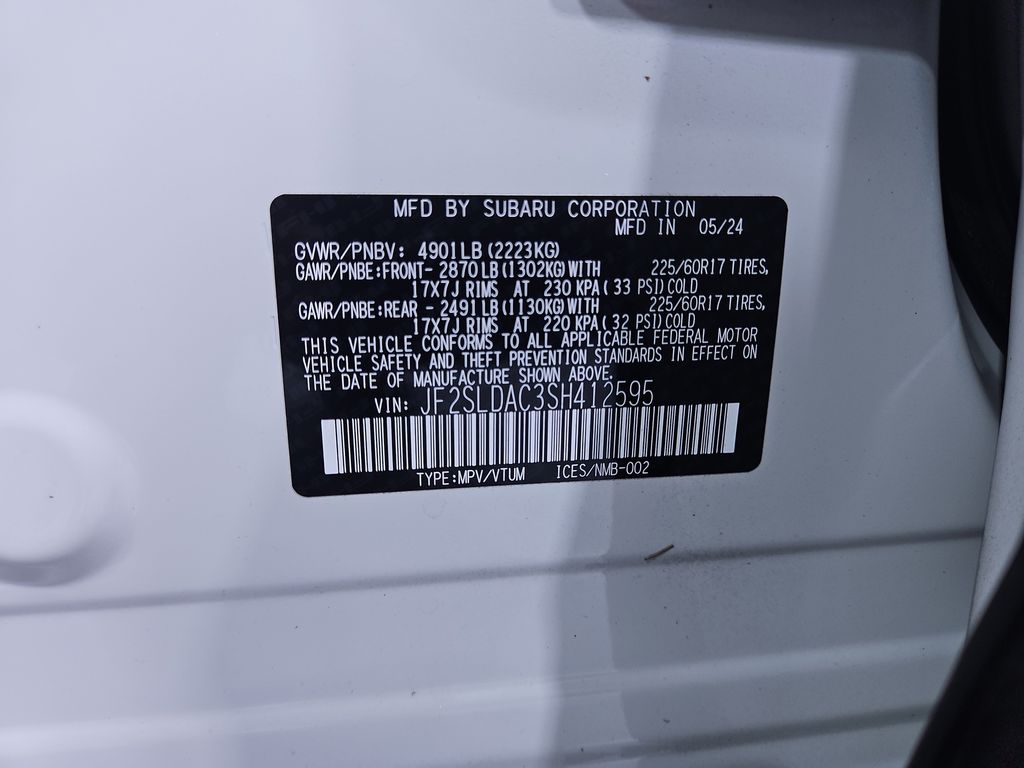 MFD BY SUBARU CORPORATION
MFD IN 05/24
GVWR/PNBV: 4901LB (2223KG)
GAWR/PNBE:FRONT- 2870LB (1302KG) WITH 225/60R17 TIRES,
17X7J RIMS AT 230 KPA ( 33 PSI) COLD
GAWR/PNBE:REAR - 2491LB (1130KG) WITH 225/60R17 TIRES,
17X7J RIMS AT 220 KPA ( 32 PSI) COLD
THIS VEHICLE CONFORMS TO ALL APPLICABLE FEDERAL MOTOR
VEHICLE SAFETY AND THEFT PREVENTION STANDARDS IN EFFECT ON
THE DATE OF MANUFACTURE SHOWN ABOVE.
VIN: JF2SLDAC3SH412595
TYPE:MPV/VTUM ICES/NMB-002